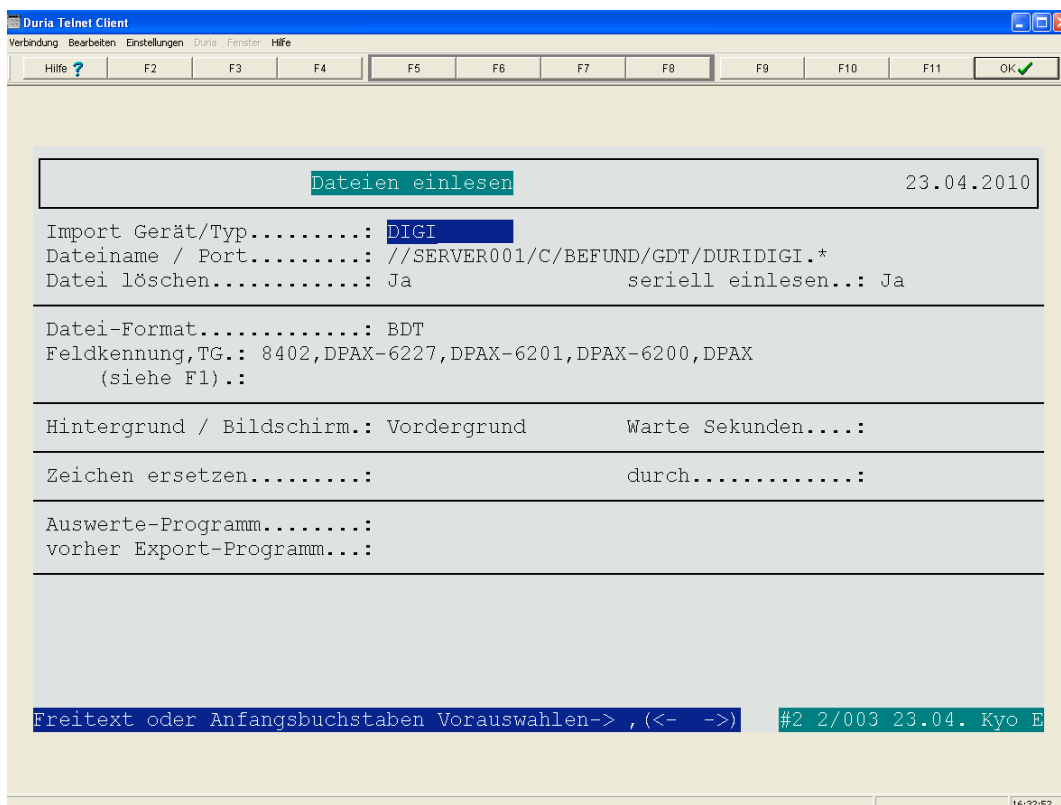 Duria Telnet Client
Verbindung Bearbeiten Einstellungen Duria Fenster Hilfe
Hilfe ? F2 F3 F4 F5 F6 F7 F8 F9 F10 F11 OK
Dateien einlesen 23.04.2010
Import Gerät/Typ.........: DIGI
Dateiname / Port.........: //SERVER001/C/BEFUND/GDT/DURIDIGI.*
Datei löschen............: Ja seriell einlesen..: Ja
Datei-Format.............: BDT
Feldkennung,TG.: 8402,DPAX-6227,DPAX-6201,DPAX-6200,DPAX
(siehe F1).:
Hintergrund / Bildschirm.: Vordergrund Warte Sekunden....:
Zeichen ersetzen.........: durch.............:
Auswerte-Programm........:
vorher Export-Programm...:
Freitext oder Anfangsbuchstaben Vorauswahlen-> ,(<- ->) #2 2/003 23.04. Kyo E
16:32:52